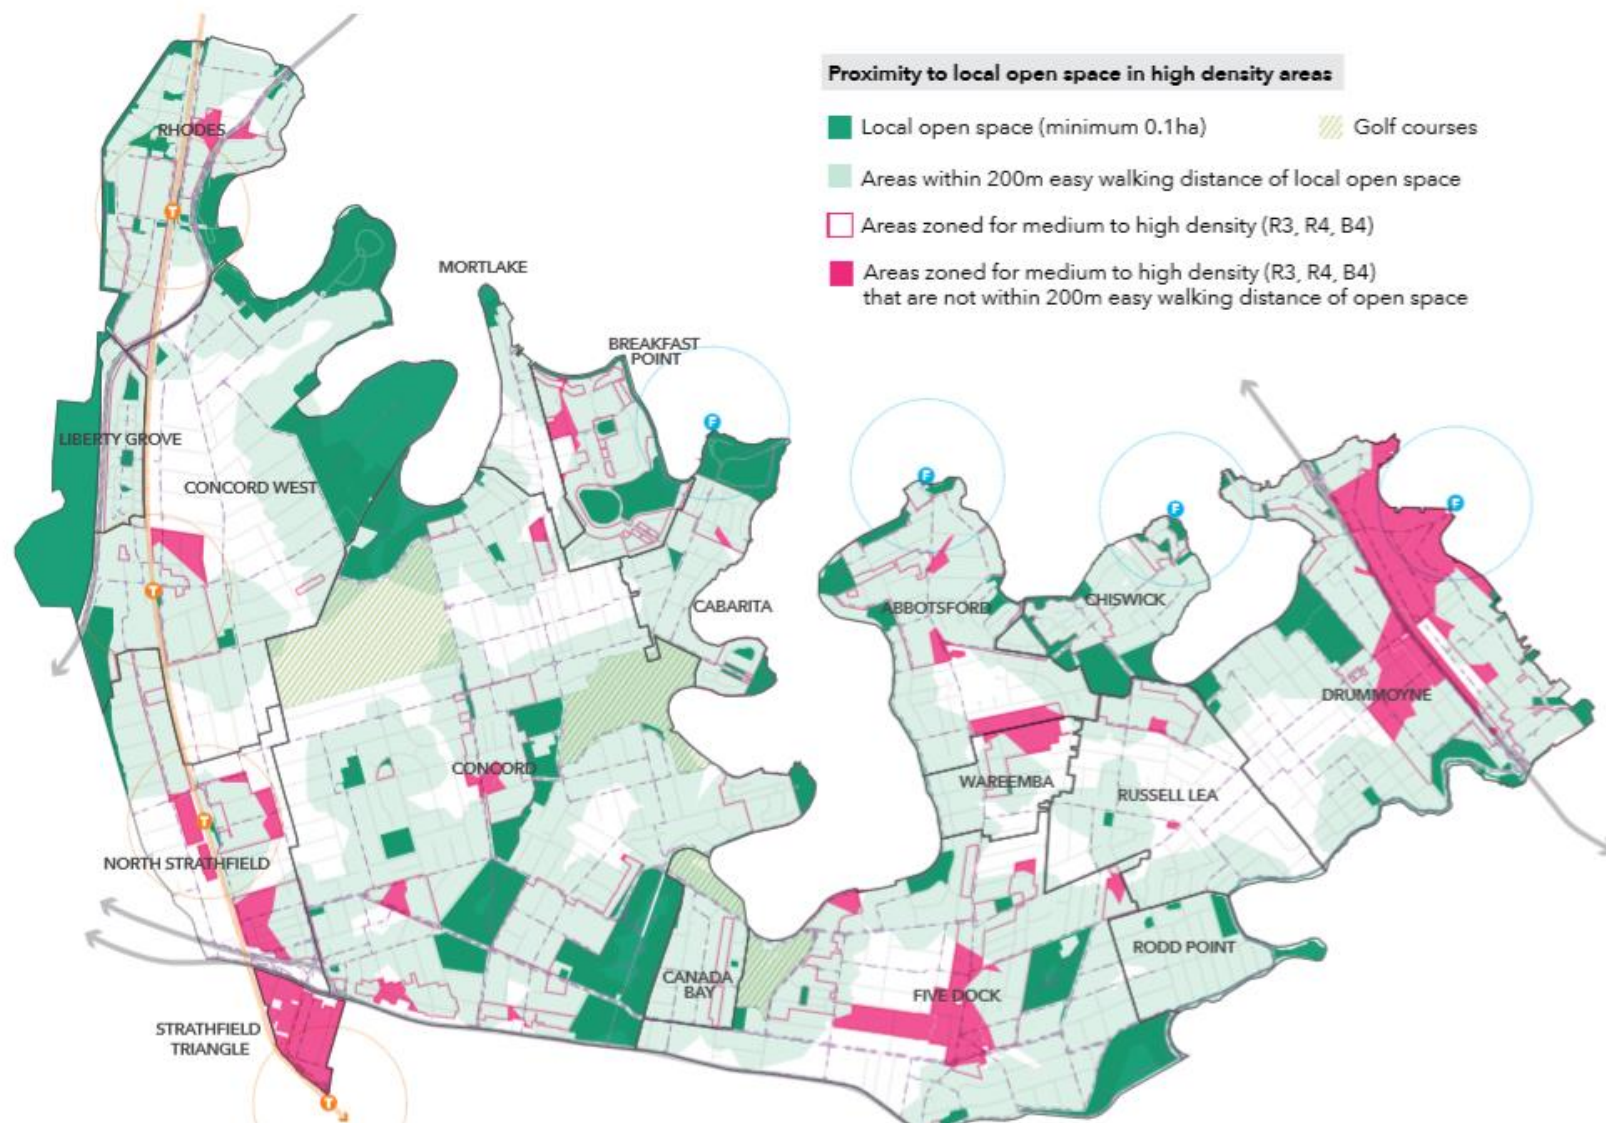 Proximity to local open space in high density areas
Local open space (minimum 0.1ha)
Golf courses
Areas within 200m easy walking distance of local open space
Areas zoned for medium to high density (R3, R4, B4)
Areas zoned for medium to high density (R3, R4, B4)
that are not within 200m easy walking distance of open space
RHODES
T
MORTLAKE
BREAKFAST
POINT
F
LIBERTY GROVE
CONCORD WEST
F
F
F
T
CABARITA
ABBOTSFORD
CHISWICK
DRUMMOYNE
CONCORD
WAREEMBA
RUSSELL LEA
T
NORTH STRATHFIELD
RODD POINT
CANADA
BAY
FIVE DOCK
STRATHFIELD
TRIANGLE
T